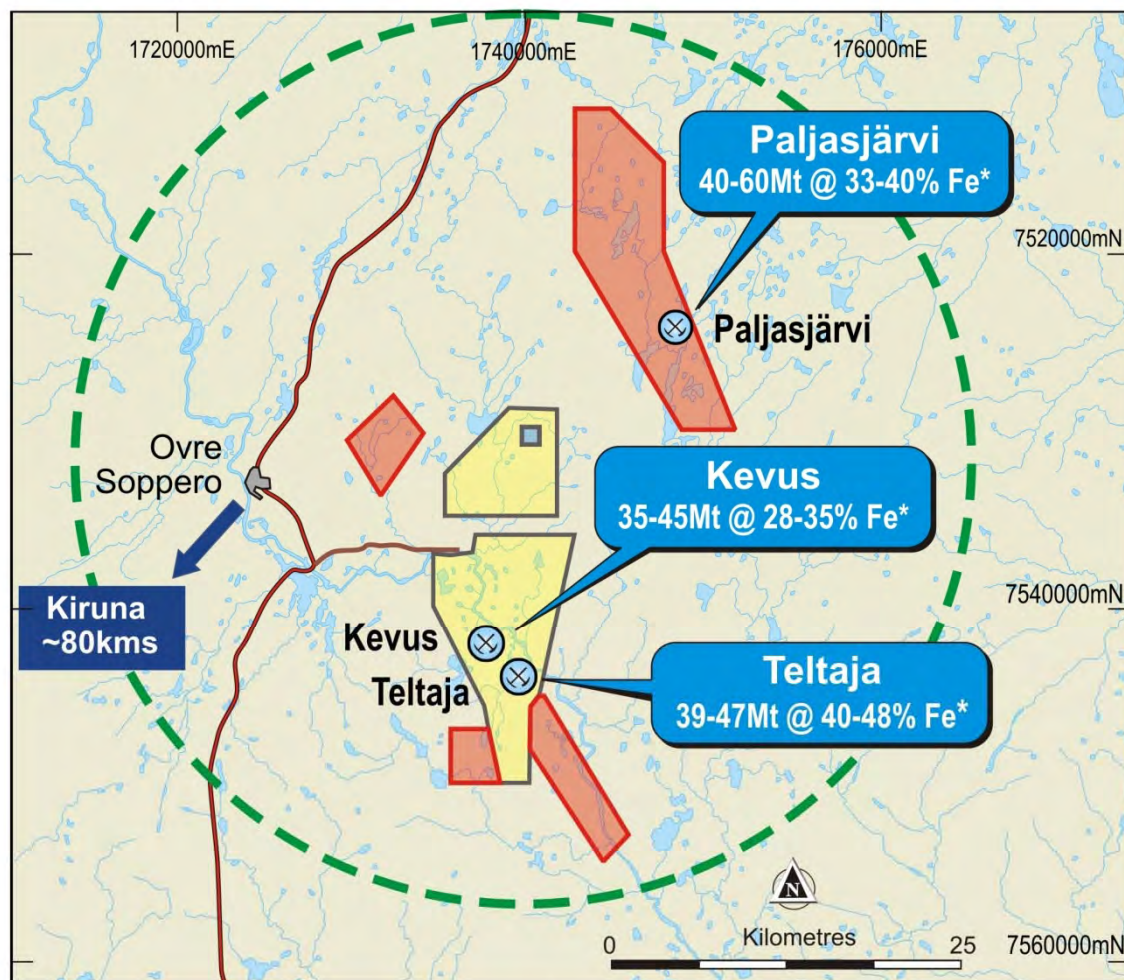 1720000mE
1740000mE
176000mE
Paljasjärvi
40-60Mt @ 33-40% Fe*
7520000mN
Paljasjärvi
Ovre
Soppero
Kevus
35-45Mt @ 28-35% Fe*
Kiruna
~80kms
7540000mN
Kevus
Teltaja
Teltaja
39-47Mt @ 40-48% Fe*
N
0
Kilometres
25
7560000mN